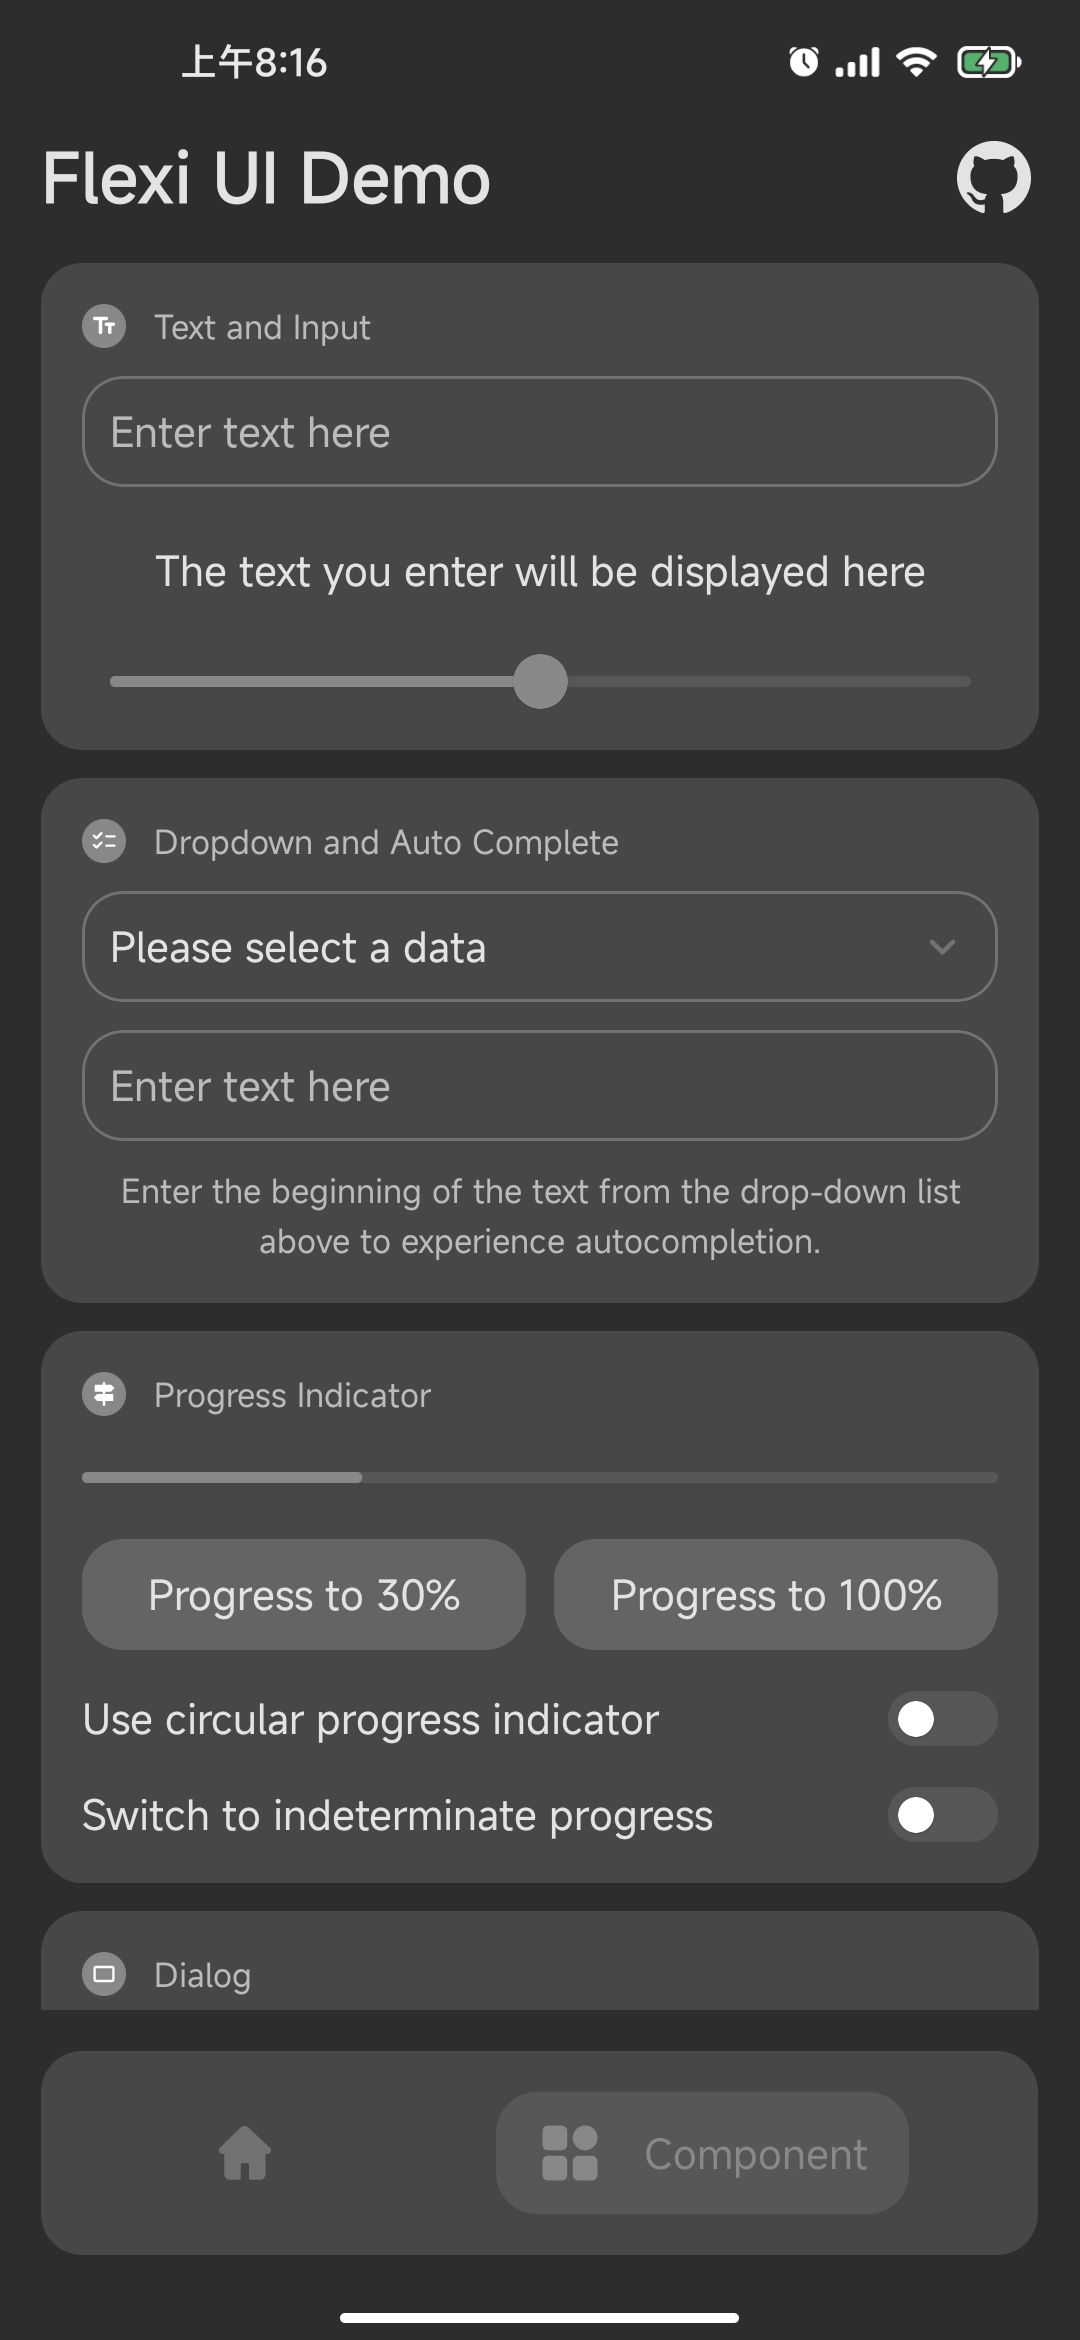 上午8:16
Flexi UI Demo
Text and Input
Enter text here
The text you enter will be displayed here
Dropdown and Auto Complete
Please select a data
Enter text here
Enter the beginning of the text from the drop-down list
above to experience autocompletion.
Progress Indicator
Progress to 30%
Progress to 100%
Use circular progress indicator
Switch to indeterminate progress
Dialog
Component